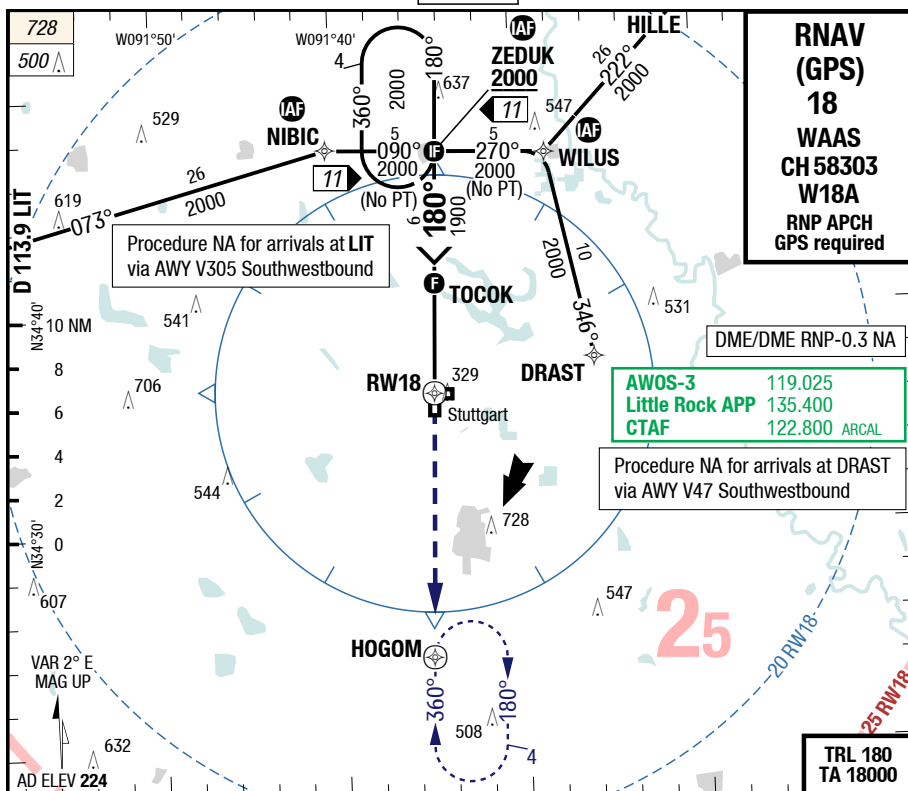 728
500
W091°50'
W091°40'
4
360°
2000
180°
IAF
ZEDUK
2000
637
11
HILLE
26
222°
2000
RNAV
(GPS)
18
WAAS
CH 58303
W18A
RNP APCH
GPS required
529
IAF
NIBIC
5
090°
2000
(No PT)
IF
5
270°
2000
(No PT)
547
IAF
WILUS
11
26
2000
073°
619
D 113.9 LIT
6
180°
1900
10
2000
346°
Procedure NA for arrivals at LIT
via AWY V305 Southwestbound
F
TOCOK
541
531
N34°40'
10 NM
8
6
4
2
0
N34°30'
DME/DME RNP-0.3 NA
DRAST
706
RW18
329
Stuttgart
AWOS-3 119.025
Little Rock APP 135.400
CTAF 122.800 ARCAL
Procedure NA for arrivals at DRAST
via AWY V47 Southwestbound
544
728
607
547
25
HOGOM
360°
180°
508
4
20 RW18
25 RW18
VAR 2° E
MAG UP
632
AD ELEV 224
TRL 180
TA 18000